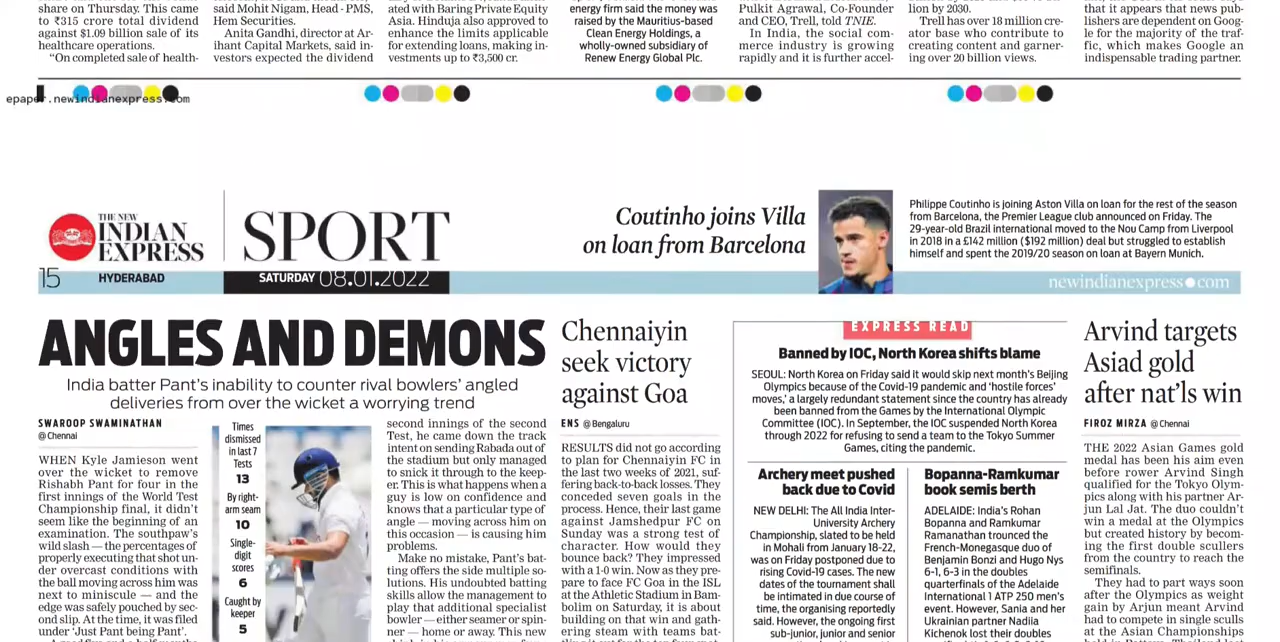 share on Thursday. This came
to ₹315 crore total dividend
against $1.09 billion sale of its
healthcare operations.
“On completed sale of health-
said Mohit Nigam, Head - PMS,
Hem Securities.
Anita Gandhi, director at Ar-
ihant Capital Markets, said in-
vestors expected the dividend
ated with Baring Private Equity
Asia. Hinduja also approved to
enhance the limits applicable
for extending loans, making in-
vestments up to ₹3,500 cr.
energy firm said the money was
raised by the Mauritius-based
Clean Energy Holdings, a
wholly-owned subsidiary of
Renew Energy Global Plc.
Pulkit Agrawal, Co-Founder
and CEO, Trell, told TNIE.
In India, the social com-
merce industry is growing
rapidly and it is further accel-
lion by 2030.
Trell has over 18 million cre-
ator base who contribute to
creating content and garner-
ing over 20 billion views.
that it appears that news pub-
lishers are dependent on Goog-
le for the majority of the traf-
fic, which makes Google an
indispensable trading partner.
epaper.newindianexpress.com
THE NEW
INDIAN
EXPRESS
SPORT
15
HYDERABAD
SATURDAY 08.01.2022
Coutinho joins Villa
on loan from Barcelona
Philippe Coutinho is joining Aston Villa on loan for the rest of the season
from Barcelona, the Premier League club announced on Friday. The
29-year-old Brazil international moved to the Nou Camp from Liverpool
in 2018 in a £142 million ($192 million) deal but struggled to establish
himself and spent the 2019/20 season on loan at Bayern Munich.
newindianexpress●com
ANGLES AND DEMONS
India batter Pant’s inability to counter rival bowlers’ angled
deliveries from over the wicket a worrying trend
SWAROOP SWAMINATHAN
@ Chennai
WHEN Kyle Jamieson went
over the wicket to remove
Rishabh Pant for four in the
first innings of the World Test
Championship final, it didn’t
seem like the beginning of an
examination. The southpaw’s
wild slash — the percentages of
properly executing that shot un-
der overcast conditions with
the ball moving across him was
next to miniscule — and the
edge was safely pouched by sec-
ond slip. At the time, it was filed
under ‘Just Pant being Pant’.
Times
dismissed
in last 7
Tests
13
By right-
arm seam
10
Single-
digit
scores
6
Caught by
keeper
5
second innings of the second
Test, he came down the track
intent on sending Rabada out of
the stadium but only managed
to snick it through to the keep-
er. This is what happens when a
guy is low on confidence and
knows that a particular type of
angle — moving across him on
this occasion — is causing him
problems.
Make no mistake, Pant’s bat-
ting offers the side multiple so-
lutions. His undoubted batting
skills allow the management to
play that additional specialist
bowler — either seamer or spin-
ner — home or away. This new
Chennaiyin
seek victory
against Goa
ENS @ Bengaluru
RESULTS did not go according
to plan for Chennaiyin FC in
the last two weeks of 2021, suf-
fering back-to-back losses. They
conceded seven goals in the
process. Hence, their last game
against Jamshedpur FC on
Sunday was a strong test of
character. How would they
bounce back? They impressed
with a 1-0 win. Now as they pre-
pare to face FC Goa in the ISL
at the Athletic Stadium in Bam-
bolim on Saturday, it is about
building on that win and gath-
ering steam with teams bat-
EXPRESS READ
Banned by IOC, North Korea shifts blame
SEOUL: North Korea on Friday said it would skip next month’s Beijing
Olympics because of the Covid-19 pandemic and ‘hostile forces’
moves,’ a largely redundant statement since the country has already
been banned from the Games by the International Olympic
Committee (IOC). In September, the IOC suspended North Korea
through 2022 for refusing to send a team to the Tokyo Summer
Games, citing the pandemic.
Archery meet pushed
back due to Covid
NEW DELHI: The All India Inter-
University Archery
Championship, slated to be held
in Mohali from January 18-22,
was on Friday postponed due to
rising Covid-19 cases. The new
dates of the tournament shall
be intimated in due course of
time, the organising reportedly
said. However, the ongoing first
sub-junior, junior and senior
Bopanna-Ramkumar
book semis berth
ADELAIDE: India’s Rohan
Bopanna and Ramkumar
Ramanathan trounced the
French-Monegasque duo of
Benjamin Bonzi and Hugo Nys
6-1, 6-3 in the doubles
quarterfinals of the Adelaide
International 1 ATP 250 men’s
event. However, Sania and her
Ukrainian partner Nadiia
Kichenok lost their doubles
Arvind targets
Asiad gold
after nat’ls win
FIROZ MIRZA @ Chennai
THE 2022 Asian Games gold
medal has been his aim even
before rower Arvind Singh
qualified for the Tokyo Olym-
pics along with his partner Ar-
jun Lal Jat. The duo couldn’t
win a medal at the Olympics
but created history by becom-
ing the first double scullers
from the country to reach the
semifinals.
They had to part ways soon
after the Olympics as weight
gain by Arjun meant Arvind
had to compete in single sculls
at the Asian Championships